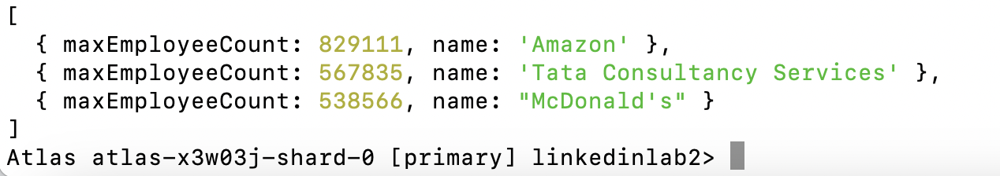 [
  { maxEmployeeCount: 829111, name: 'Amazon' },
  { maxEmployeeCount: 567835, name: 'Tata Consultancy Services' },
  { maxEmployeeCount: 538566, name: "McDonald's" }
]
Atlas atlas-x3w03j-shard-0 [primary] linkedinlab2>